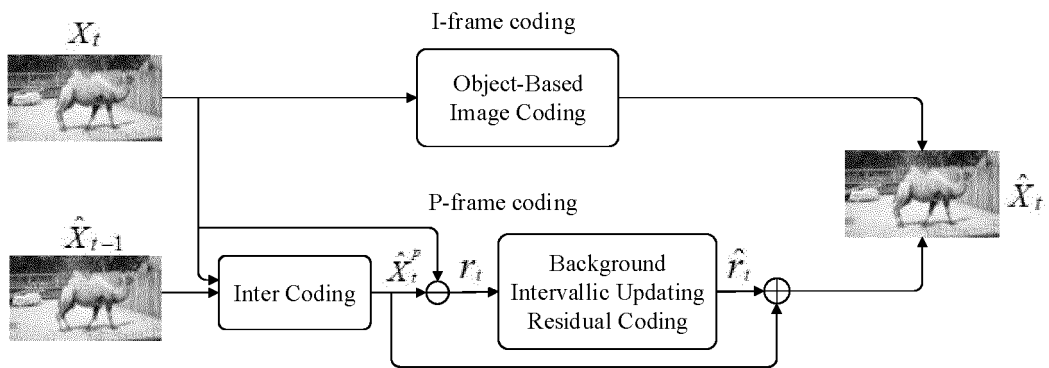 I-frame coding
X_t
Object-Based
Image Coding
X̂_t
P-frame coding
X̂_{t-1}
Inter Coding
X̂_t^p
r_t
Background
Intervallic Updating
Residual Coding
r̂_t